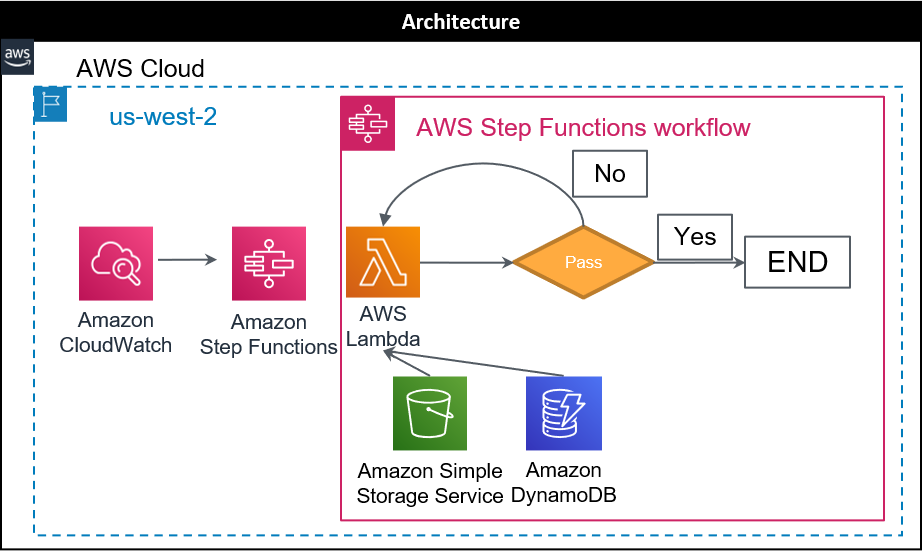 Architecture
aws
AWS Cloud
us-west-2
AWS Step Functions workflow
No
Yes
Pass
END
Amazon
CloudWatch
Amazon
Step Functions
AWS
Lambda
Amazon Simple
Storage Service
Amazon
DynamoDB